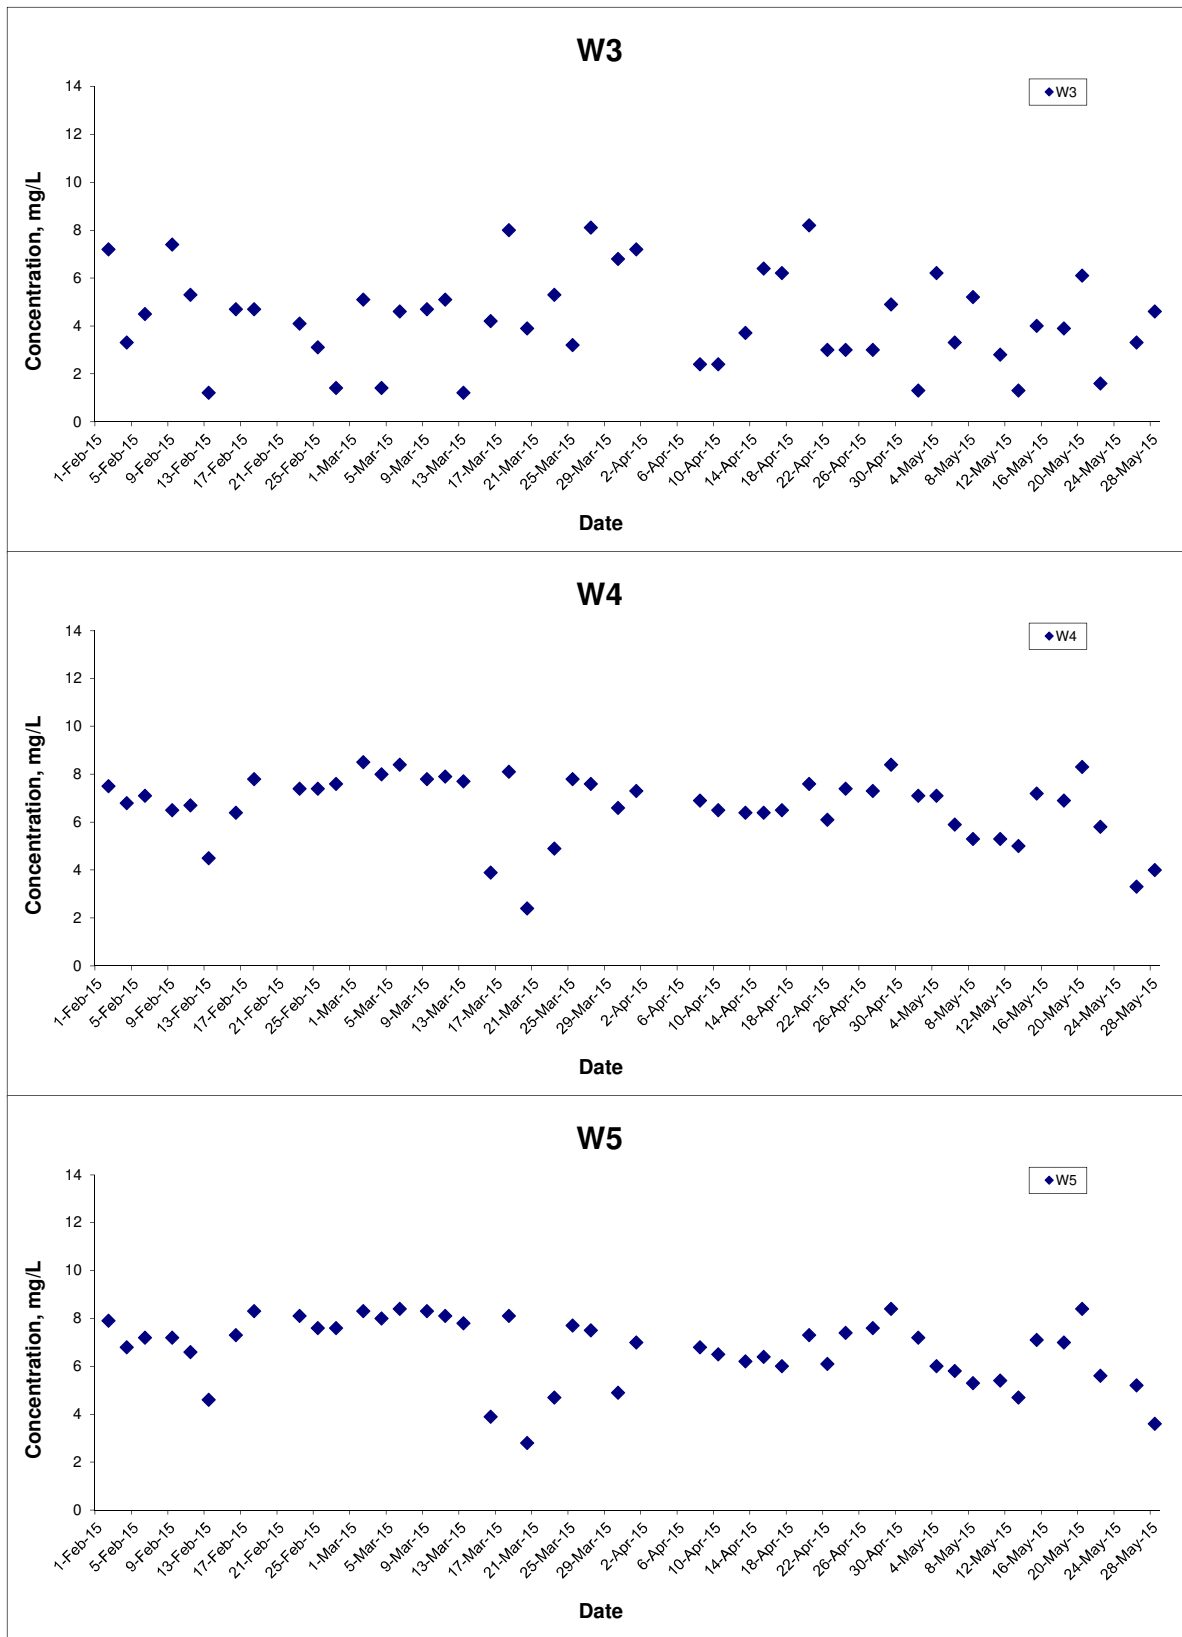 W3
W3
14
12
10
8
6
4
2
0
Concentration, mg/L
1-Feb-15
5-Feb-15
9-Feb-15
13-Feb-15
17-Feb-15
21-Feb-15
25-Feb-15
1-Mar-15
5-Mar-15
9-Mar-15
13-Mar-15
17-Mar-15
21-Mar-15
25-Mar-15
29-Mar-15
2-Apr-15
6-Apr-15
10-Apr-15
14-Apr-15
18-Apr-15
22-Apr-15
26-Apr-15
30-Apr-15
4-May-15
8-May-15
12-May-15
16-May-15
20-May-15
24-May-15
28-May-15
Date
W4
W4
14
12
10
8
6
4
2
0
Concentration, mg/L
1-Feb-15
5-Feb-15
9-Feb-15
13-Feb-15
17-Feb-15
21-Feb-15
25-Feb-15
1-Mar-15
5-Mar-15
9-Mar-15
13-Mar-15
17-Mar-15
21-Mar-15
25-Mar-15
29-Mar-15
2-Apr-15
6-Apr-15
10-Apr-15
14-Apr-15
18-Apr-15
22-Apr-15
26-Apr-15
30-Apr-15
4-May-15
8-May-15
12-May-15
16-May-15
20-May-15
24-May-15
28-May-15
Date
W5
W5
14
12
10
8
6
4
2
0
Concentration, mg/L
1-Feb-15
5-Feb-15
9-Feb-15
13-Feb-15
17-Feb-15
21-Feb-15
25-Feb-15
1-Mar-15
5-Mar-15
9-Mar-15
13-Mar-15
17-Mar-15
21-Mar-15
25-Mar-15
29-Mar-15
2-Apr-15
6-Apr-15
10-Apr-15
14-Apr-15
18-Apr-15
22-Apr-15
26-Apr-15
30-Apr-15
4-May-15
8-May-15
12-May-15
16-May-15
20-May-15
24-May-15
28-May-15
Date